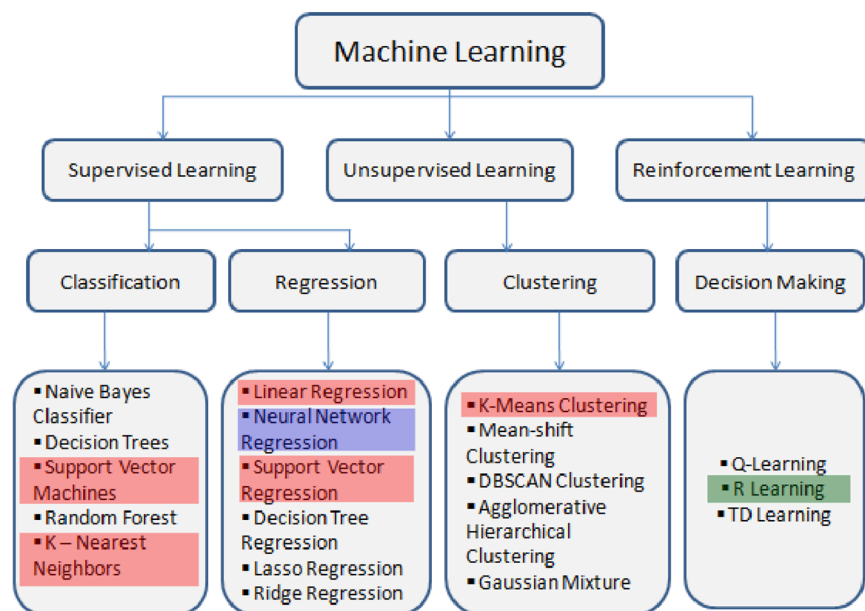 Machine Learning
Supervised Learning
Unsupervised Learning
Reinforcement Learning
Classification
Regression
Clustering
Decision Making
▪ Naive Bayes
Classifier
▪ Decision Trees
▪ Support Vector
Machines
▪ Random Forest
▪ K – Nearest
Neighbors
▪ Linear Regression
▪ Neural Network
Regression
▪ Support Vector
Regression
▪ Decision Tree
Regression
▪ Lasso Regression
▪ Ridge Regression
▪ K-Means Clustering
▪ Mean-shift
Clustering
▪ DBSCAN Clustering
▪ Agglomerative
Hierarchical
Clustering
▪ Gaussian Mixture
▪ Q-Learning
▪ R Learning
▪ TD Learning